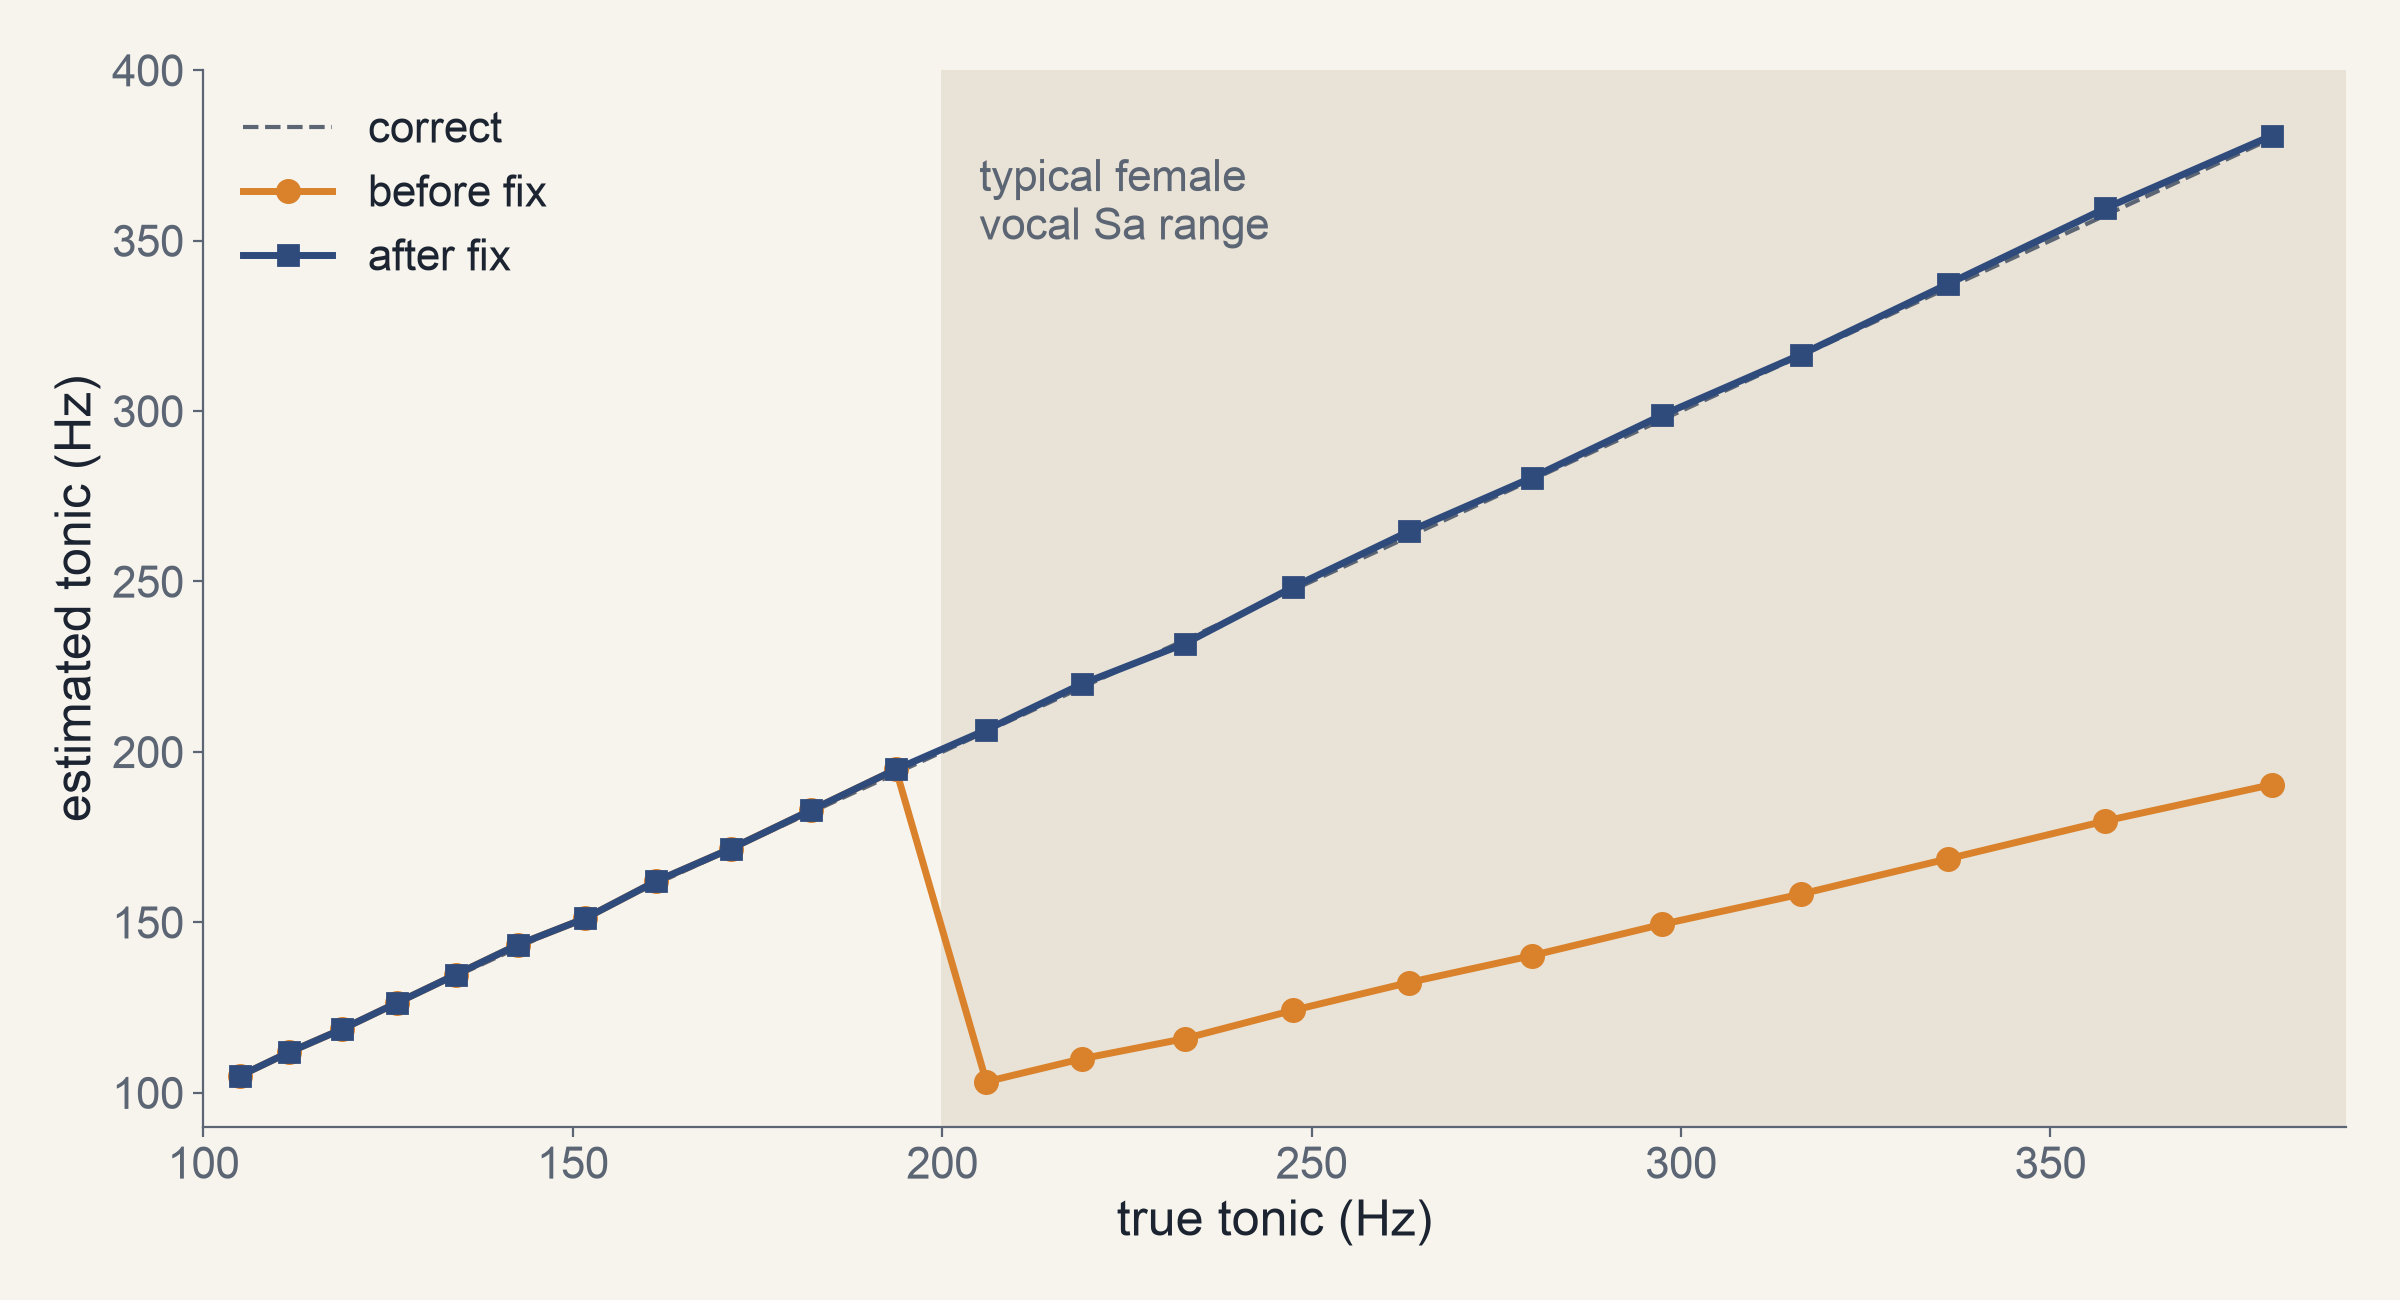 400
350
300
250
200
150
100
estimated tonic (Hz)
correct
before fix
after fix
typical female
vocal Sa range
100
150
200
250
300
350
true tonic (Hz)